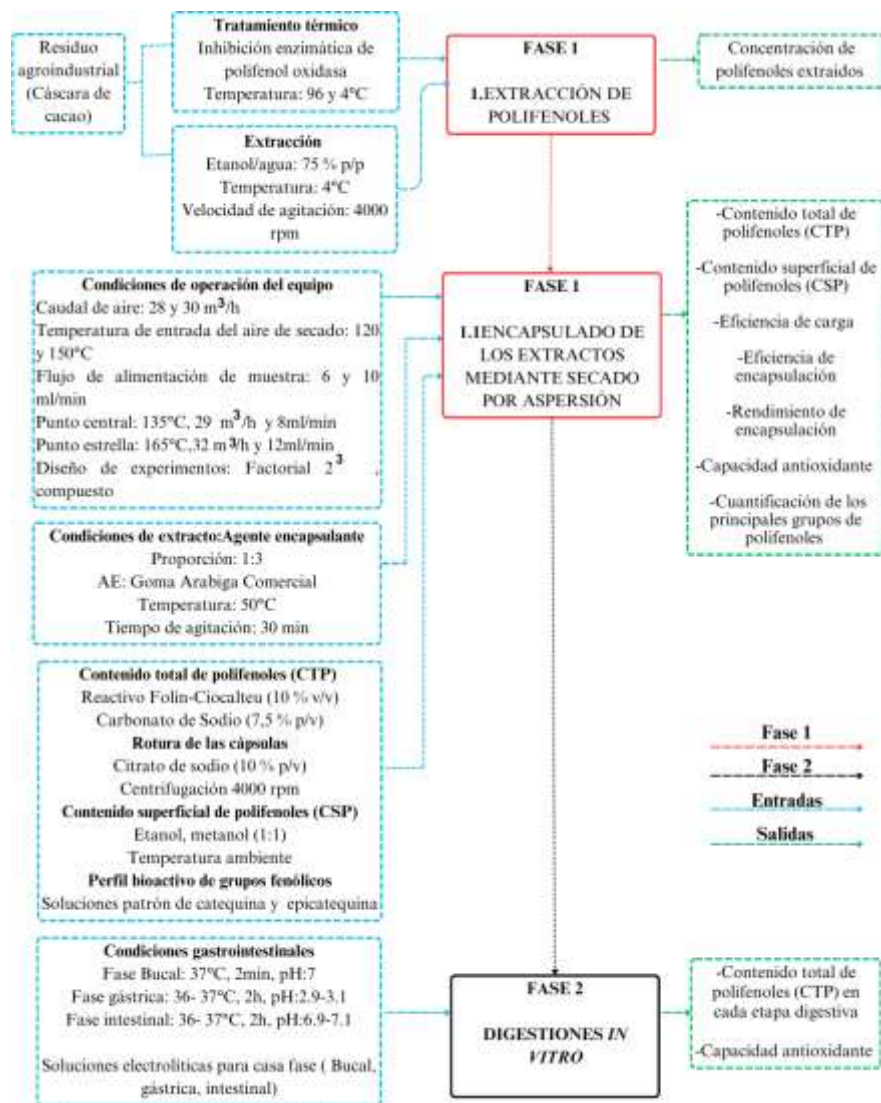 Residuo
agroindustrial
(Cáscara de
cacao)
Tratamiento térmico
Inhibición enzimática de
polifenol oxidasa
Temperatura: 96 y 4°C
Extracción
Etanol/agua: 75 % p/p
Temperatura: 4°C
Velocidad de agitación: 4000
rpm
FASE 1
1.EXTRACCIÓN DE
POLIFENOLES
Concentración de
polifenoles extraidos
Condiciones de operación del equipo
Caudal de aire: 28 y 30 m³/h
Temperatura de entrada del aire de secado: 120
y 150°C
Flujo de alimentación de muestra: 6 y 10
ml/min
Punto central: 135°C, 29 m³/h y 8ml/min
Punto estrella: 165°C,32 m³/h y 12ml/min
Diseño de experimentos: Factorial 2³ ,
compuesto
Condiciones de extracto:Agente encapsulante
Proporción: 1:3
AE: Goma Arabiga Comercial
Temperatura: 50°C
Tiempo de agitación: 30 min
Contenido total de polifenoles (CTP)
Reactivo Folin-Ciocalteu (10 % v/v)
Carbonato de Sodio (7,5 % p/v)
Rotura de las cápsulas
Citrato de sodio (10 % p/v)
Centrifugación 4000 rpm
Contenido superficial de polifenoles (CSP)
Etanol, metanol (1:1)
Temperatura ambiente
Perfil bioactivo de grupos fenólicos
Soluciones patrón de catequina y epicatequina
FASE 1
1.1ENCAPSULADO DE
LOS EXTRACTOS
MEDIANTE SECADO
POR ASPERSIÓN
-Contenido total de
polifenoles (CTP)
-Contenido superficial de
polifenoles (CSP)
-Eficiencia de carga
-Eficiencia de
encapsulación
-Rendimiento de
encapsulación
-Capacidad antioxidante
-Cuantificación de los
principales grupos de
polifenoles
Fase 1
Fase 2
Entradas
Salidas
Condiciones gastrointestinales
Fase Bucal: 37°C, 2min, pH:7
Fase gástrica: 36- 37°C, 2h, pH:2.9-3.1
Fase intestinal: 36- 37°C, 2h, pH:6.9-7.1
Soluciones electrolíticas para casa fase ( Bucal,
gástrica, intestinal)
FASE 2
DIGESTIONES IN
VITRO
-Contenido total de
polifenoles (CTP) en
cada etapa digestiva
-Capacidad antioxidante